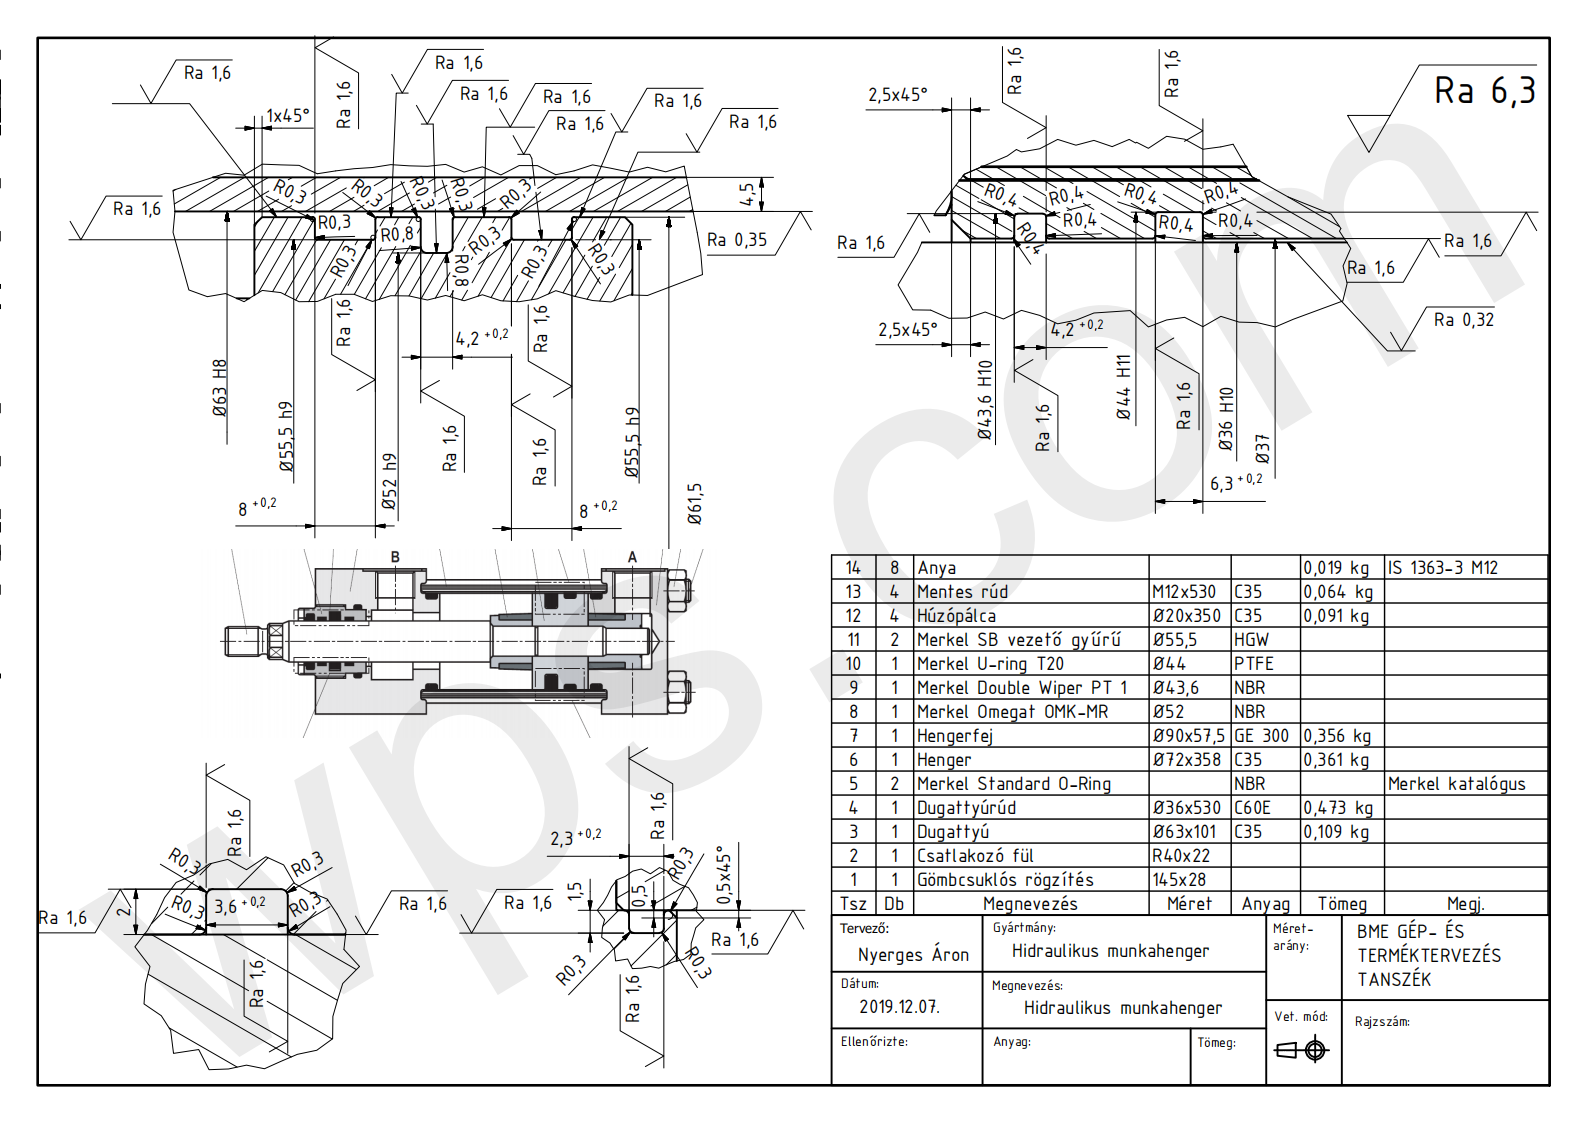 Ra 1,6
Ra 1,6
Ra 1,6
Ra 1,6
Ra 1,6
Ra 1,6
Ra 1,6
Ra 1,6
1x45°
R0,3
R0,3
R0,3
R0,3
R0,3
4,5
Ra 1,6
R0,3
R0,8
R0,3
R0,3
R0,8
R0,3
R0,3
Ra 0,35
Ra 1,6
Ra 1,6
4,2 +0,2
Ø63 H8
Ø55,5 h9
Ø52 h9
Ra 1,6
Ra 1,6
Ø55,5 h9
Ø61,5
8 +0,2
8 +0,2
Ra 1,6
Ra 1,6
Ra 6,3
2,5x45°
R0,4
R0,4
R0,4
R0,4
R0,4
R0,4
R0,4
R0,4
Ra 1,6
Ra 1,6
Ra 1,6
Ra 0,32
2,5x45°
4,2 +0,2
Ø43,6 H10
Ra 1,6
Ø44 H11
Ra 1,6
Ø36 H10
Ø37
6,3 +0,2
B
A
Ra 1,6
R0,3
R0,3
R0,3
3,6 +0,2
R0,3
2
Ra 1,6
Ra 1,6
Ra 1,6
2,3 +0,2
Ra 1,6
R0,3
0,5x45°
1,5
0,5
Ra 1,6
Ra 1,6
R0,3
R0,3
Ra 1,6
14 8 Anya 0,019 kg IS 1363-3 M12
13 4 Mentes rúd M12x530 C35 0,064 kg
12 4 Húzópálca Ø20x350 C35 0,091 kg
11 2 Merkel SB vezető gyűrű Ø55,5 HGW
10 1 Merkel U-ring T20 Ø44 PTFE
9 1 Merkel Double Wiper PT 1 Ø43,6 NBR
8 1 Merkel Omegat OMK-MR Ø52 NBR
7 1 Hengerfej Ø90x57,5 GE 300 0,356 kg
6 1 Henger Ø72x358 C35 0,361 kg
5 2 Merkel Standard O-Ring NBR Merkel katalógus
4 1 Dugattyúrúd Ø36x530 C60E 0,473 kg
3 1 Dugattyú Ø63x101 C35 0,109 kg
2 1 Csatlakozó fül R40x22
1 1 Gömbcsuklós rögzítés 145x28
Tsz Db Megnevezés Méret Anyag Tömeg Megj.
Tervező:
Nyerges Áron
Gyártmány:
Hidraulikus munkahenger
Méret-
arány:
BME GÉP- ÉS
TERMÉKTERVEZÉS
TANSZÉK
Dátum:
2019.12.07.
Megnevezés:
Hidraulikus munkahenger
Vet. mód:
Rajzszám:
Ellenőrizte:
Anyag:
Tömeg:
wps.com